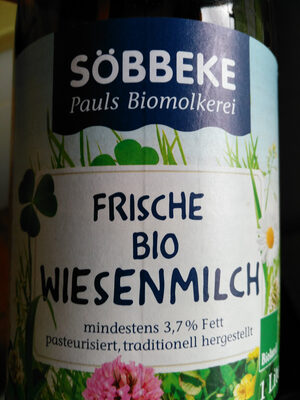 SÖBBEKE
Pauls Biomolkerei
FRISCHE
BIO
WIESENMILCH
mindestens 3,7% Fett
pasteurisiert, traditionell hergestellt